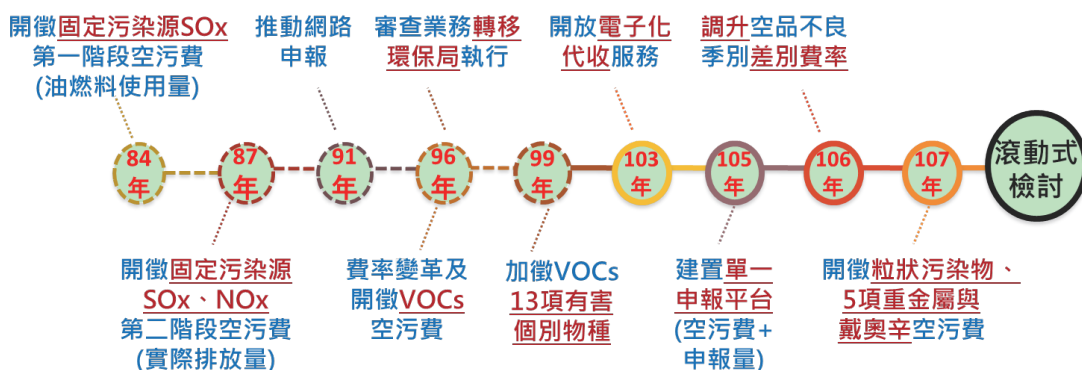 開徵固定污染源SOx
第一階段空污費
(油燃料使用量)
推動網路
申報
審查業務轉移
環保局執行
開放電子化
代收服務
調升空品不良
季別差別費率
84
年
87
年
91
年
96
年
99
年
103
年
105
年
106
年
107
年
滾動式
檢討
開徵固定污染源
SOx、NOx
第二階段空污費
(實際排放量)
費率變革及
開徵VOCs
空污費
加徵VOCs
13項有害
個別物種
建置單一
申報平台
(空污費+
申報量)
開徵粒狀污染物、
5項重金屬與
戴奧辛空污費